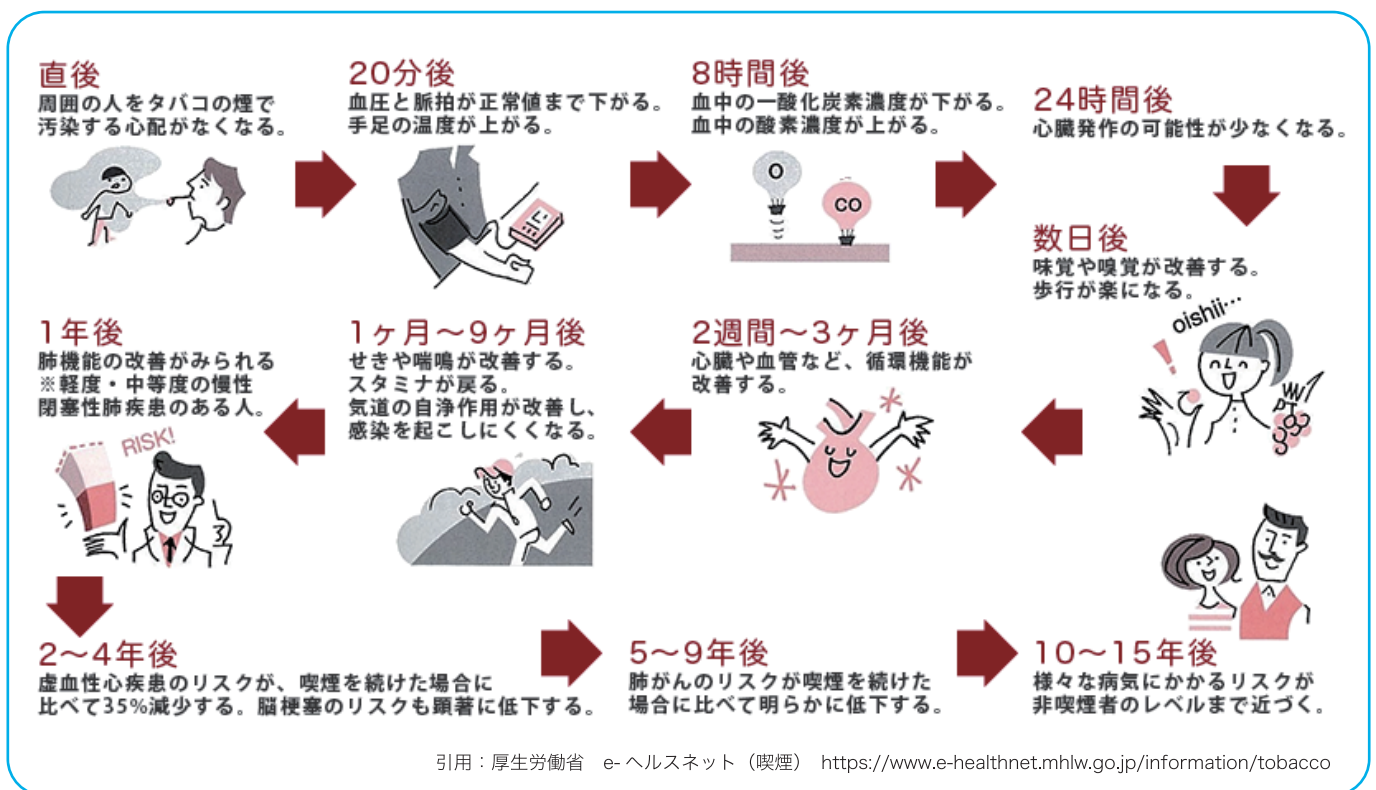 直後
周囲の人をタバコの煙で
汚染する心配がなくなる。
20分後
血圧と脈拍が正常値まで下がる。
手足の温度が上がる。
8時間後
血中の一酸化炭素濃度が下がる。
血中の酸素濃度が上がる。
O
CO
24時間後
心臓発作の可能性が少なくなる。
数日後
味覚や嗅覚が改善する。
歩行が楽になる。
oishii…
2週間〜3ヶ月後
心臓や血管など、循環機能が
改善する。
1ヶ月〜9ヶ月後
せきや喘鳴が改善する。
スタミナが戻る。
気道の自浄作用が改善し、
感染を起こしにくくなる。
1年後
肺機能の改善がみられる
※軽度・中等度の慢性
閉塞性肺疾患のある人。
RISK!
2〜4年後
虚血性心疾患のリスクが、喫煙を続けた場合に
比べて35%減少する。脳梗塞のリスクも顕著に低下する。
5〜9年後
肺がんのリスクが喫煙を続けた
場合に比べて明らかに低下する。
10〜15年後
様々な病気にかかるリスクが
非喫煙者のレベルまで近づく。
引用：厚生労働省　e-ヘルスネット（喫煙）　https://www.e-healthnet.mhlw.go.jp/information/tobacco